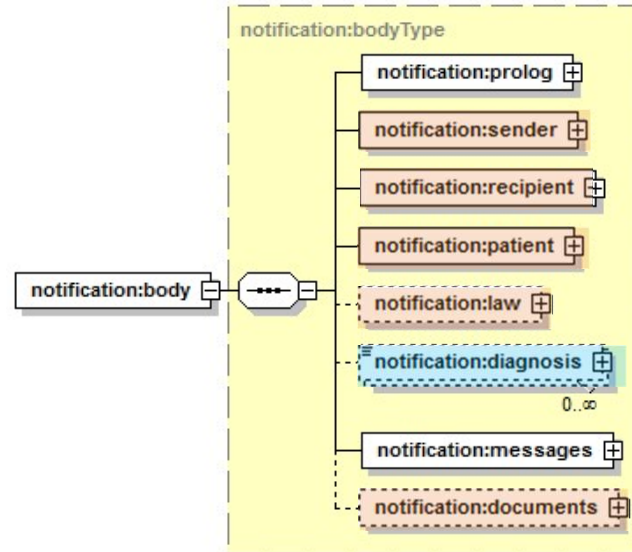 notification:bodyType
notification:prolog
notification:sender
notification:recipient
notification:patient
notification:body
notification:law
notification:diagnosis
0..∞
notification:messages
notification:documents